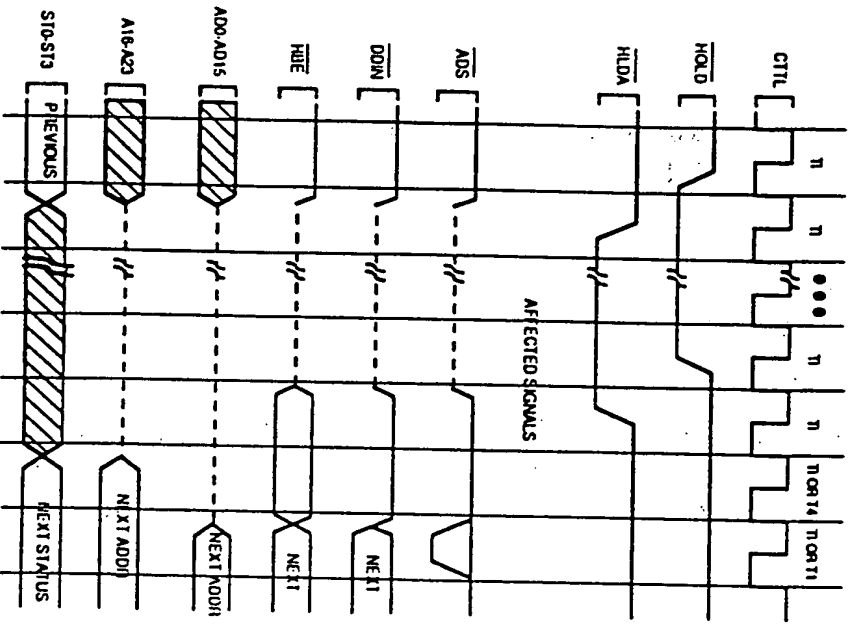 TI TI ●●● TI TI TI OR T4 TI OR T1
CTTL
HOLD
HLDA
AFFECTED SIGNALS
ADS
DDIN NEXT
HBE NEXT
AD0-AD15 NEXT ADDR
A16-A23 NEXT ADDR
ST0-ST3 PREVIOUS NEXT STATUS